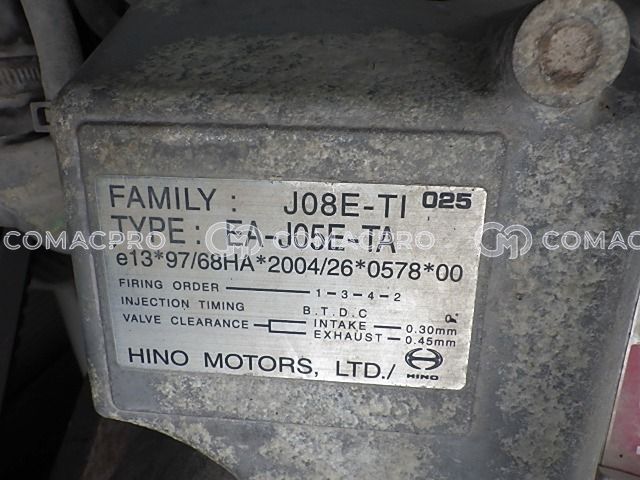 FAMILY : J08E-TI 025
TYPE : EA-J05E-TA
COMACPRO COMACPRO COMACPRO
e13*97/68HA*2004/26*0578*00
FIRING ORDER 1-3-4-2
INJECTION TIMING B.T.D.C
VALVE CLEARANCE INTAKE 0.30mm
EXHAUST 0.45mm
HINO MOTORS, LTD./ HINO